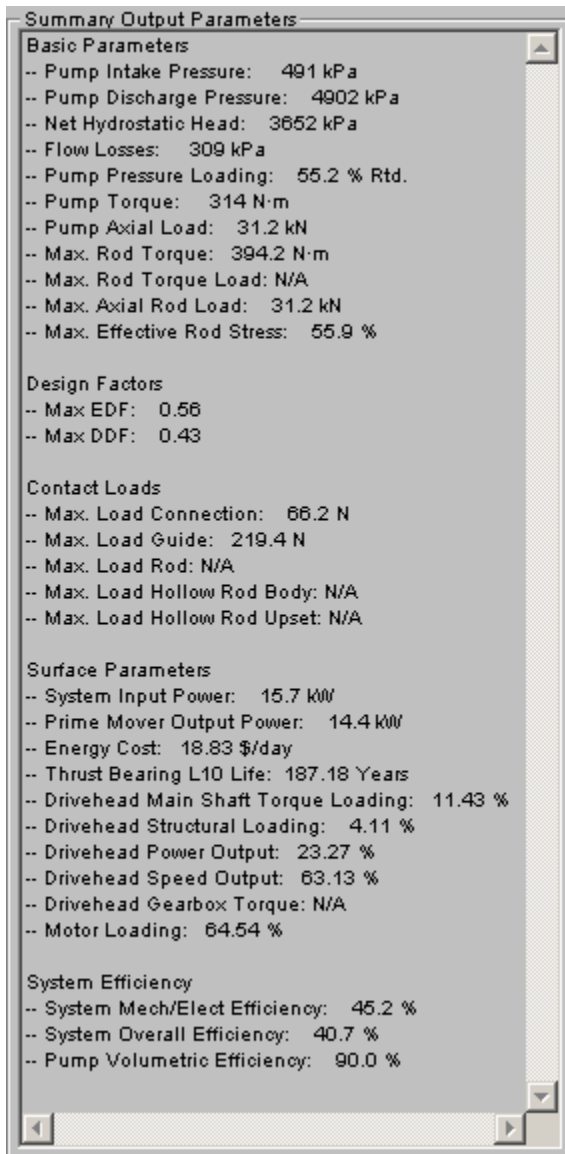 Summary Output Parameters
Basic Parameters
-- Pump Intake Pressure: 491 kPa
-- Pump Discharge Pressure: 4902 kPa
-- Net Hydrostatic Head: 3652 kPa
-- Flow Losses: 309 kPa
-- Pump Pressure Loading: 55.2 % Rtd.
-- Pump Torque: 314 N·m
-- Pump Axial Load: 31.2 kN
-- Max. Rod Torque: 394.2 N·m
-- Max. Rod Torque Load: N/A
-- Max. Axial Rod Load: 31.2 kN
-- Max. Effective Rod Stress: 55.9 %
Design Factors
-- Max EDF: 0.56
-- Max DDF: 0.43
Contact Loads
-- Max. Load Connection: 66.2 N
-- Max. Load Guide: 219.4 N
-- Max. Load Rod: N/A
-- Max. Load Hollow Rod Body: N/A
-- Max. Load Hollow Rod Upset: N/A
Surface Parameters
-- System Input Power: 15.7 kW
-- Prime Mover Output Power: 14.4 kW
-- Energy Cost: 18.83 $/day
-- Thrust Bearing L10 Life: 187.18 Years
-- Drivehead Main Shaft Torque Loading: 11.43 %
-- Drivehead Structural Loading: 4.11 %
-- Drivehead Power Output: 23.27 %
-- Drivehead Speed Output: 63.13 %
-- Drivehead Gearbox Torque: N/A
-- Motor Loading: 64.54 %
System Efficiency
-- System Mech/Elect Efficiency: 45.2 %
-- System Overall Efficiency: 40.7 %
-- Pump Volumetric Efficiency: 90.0 %